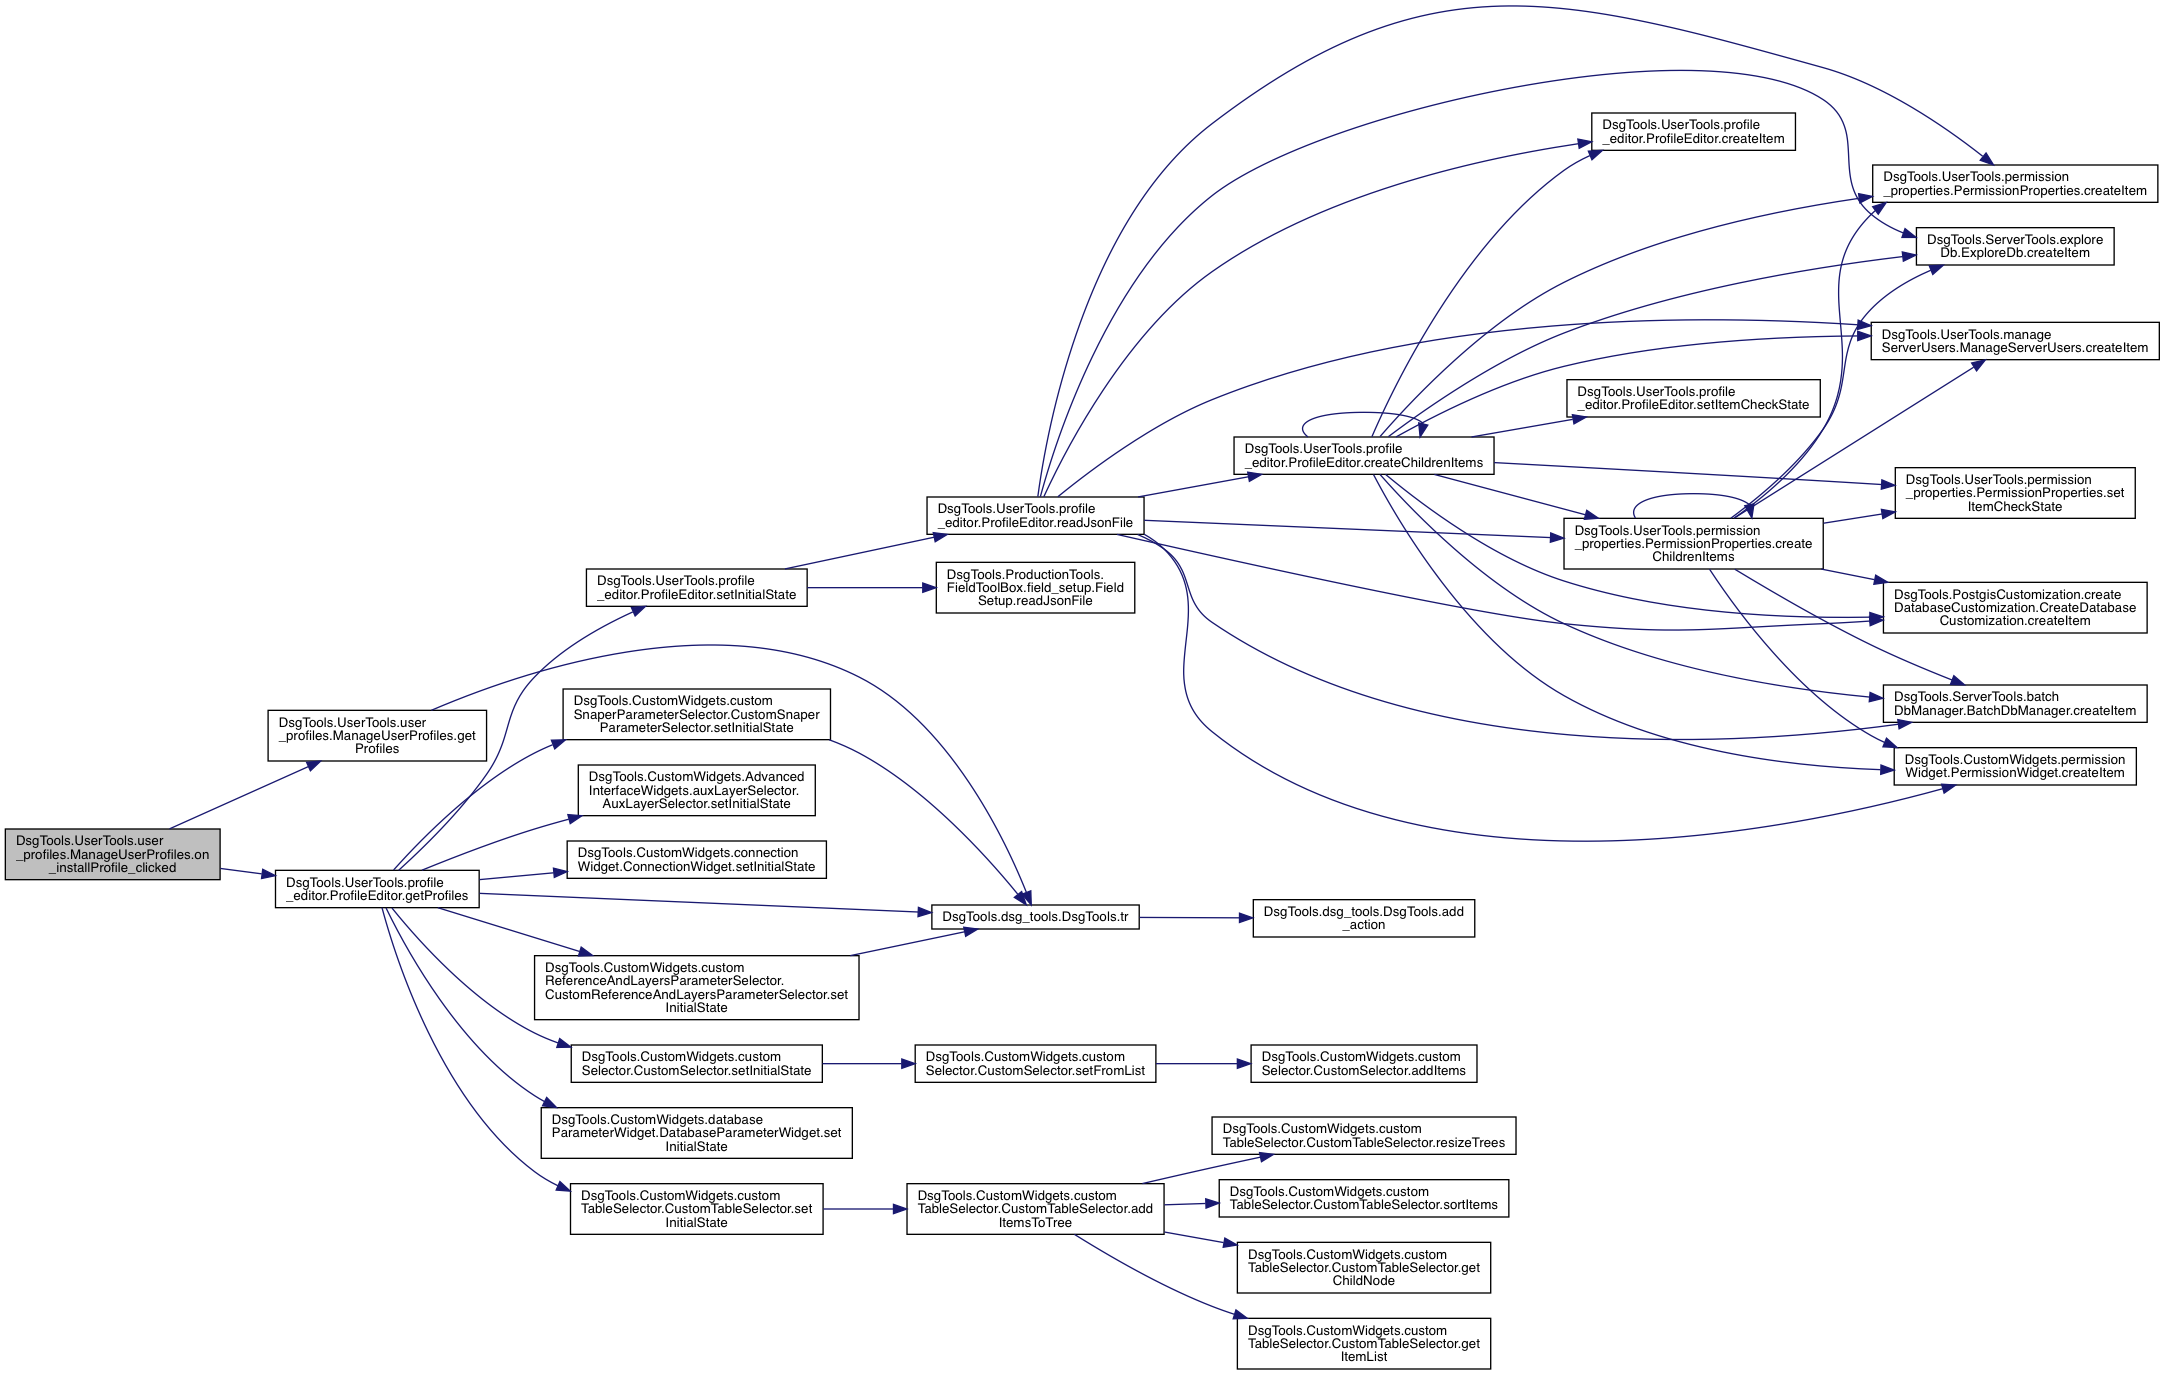 DsgTools.UserTools.user
_profiles.ManageUserProfiles.on
_installProfile_clicked
DsgTools.UserTools.user
_profiles.ManageUserProfiles.get
Profiles
DsgTools.UserTools.profile
_editor.ProfileEditor.getProfiles
DsgTools.UserTools.profile
_editor.ProfileEditor.setInitialState
DsgTools.CustomWidgets.custom
SnaperParameterSelector.CustomSnaper
ParameterSelector.setInitialState
DsgTools.CustomWidgets.Advanced
InterfaceWidgets.auxLayerSelector.
AuxLayerSelector.setInitialState
DsgTools.CustomWidgets.connection
Widget.ConnectionWidget.setInitialState
DsgTools.CustomWidgets.custom
ReferenceAndLayersParameterSelector.
CustomReferenceAndLayersParameterSelector.set
InitialState
DsgTools.CustomWidgets.custom
Selector.CustomSelector.setInitialState
DsgTools.CustomWidgets.database
ParameterWidget.DatabaseParameterWidget.set
InitialState
DsgTools.CustomWidgets.custom
TableSelector.CustomTableSelector.set
InitialState
DsgTools.UserTools.profile
_editor.ProfileEditor.readJsonFile
DsgTools.ProductionTools.
FieldToolBox.field_setup.Field
Setup.readJsonFile
DsgTools.dsg_tools.DsgTools.tr
DsgTools.CustomWidgets.custom
Selector.CustomSelector.setFromList
DsgTools.CustomWidgets.custom
TableSelector.CustomTableSelector.add
ItemsToTree
DsgTools.UserTools.profile
_editor.ProfileEditor.createChildrenItems
DsgTools.dsg_tools.DsgTools.add
_action
DsgTools.CustomWidgets.custom
Selector.CustomSelector.addItems
DsgTools.CustomWidgets.custom
TableSelector.CustomTableSelector.resizeTrees
DsgTools.CustomWidgets.custom
TableSelector.CustomTableSelector.sortItems
DsgTools.CustomWidgets.custom
TableSelector.CustomTableSelector.get
ChildNode
DsgTools.CustomWidgets.custom
TableSelector.CustomTableSelector.get
ItemList
DsgTools.UserTools.profile
_editor.ProfileEditor.createItem
DsgTools.UserTools.profile
_editor.ProfileEditor.setItemCheckState
DsgTools.UserTools.permission
_properties.PermissionProperties.create
ChildrenItems
DsgTools.UserTools.permission
_properties.PermissionProperties.createItem
DsgTools.ServerTools.explore
Db.ExploreDb.createItem
DsgTools.UserTools.manage
ServerUsers.ManageServerUsers.createItem
DsgTools.UserTools.permission
_properties.PermissionProperties.set
ItemCheckState
DsgTools.PostgisCustomization.create
DatabaseCustomization.CreateDatabase
Customization.createItem
DsgTools.ServerTools.batch
DbManager.BatchDbManager.createItem
DsgTools.CustomWidgets.permission
Widget.PermissionWidget.createItem